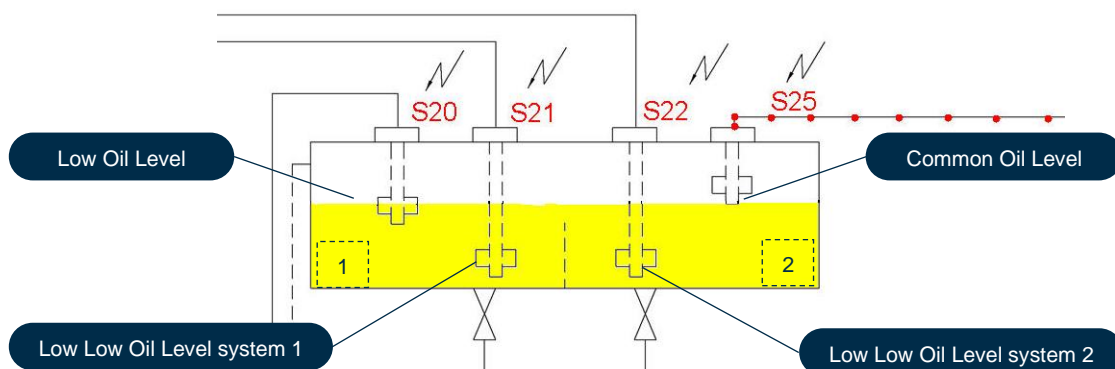 S20
S21
S22
S25
Low Oil Level
Common Oil Level
1
2
Low Low Oil Level system 1
Low Low Oil Level system 2